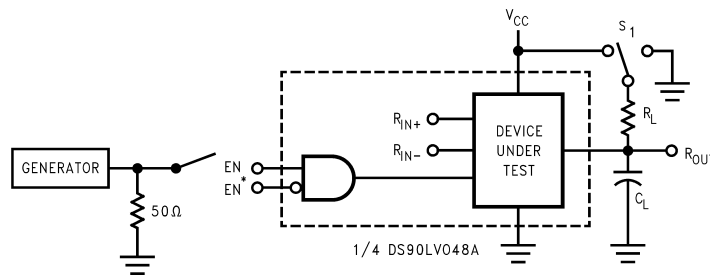 VCC
S1
RIN+
RIN-
DEVICE
UNDER
TEST
RL
ROUT
CL
GENERATOR
50Ω
EN
EN*
1/4 DS90LV048A